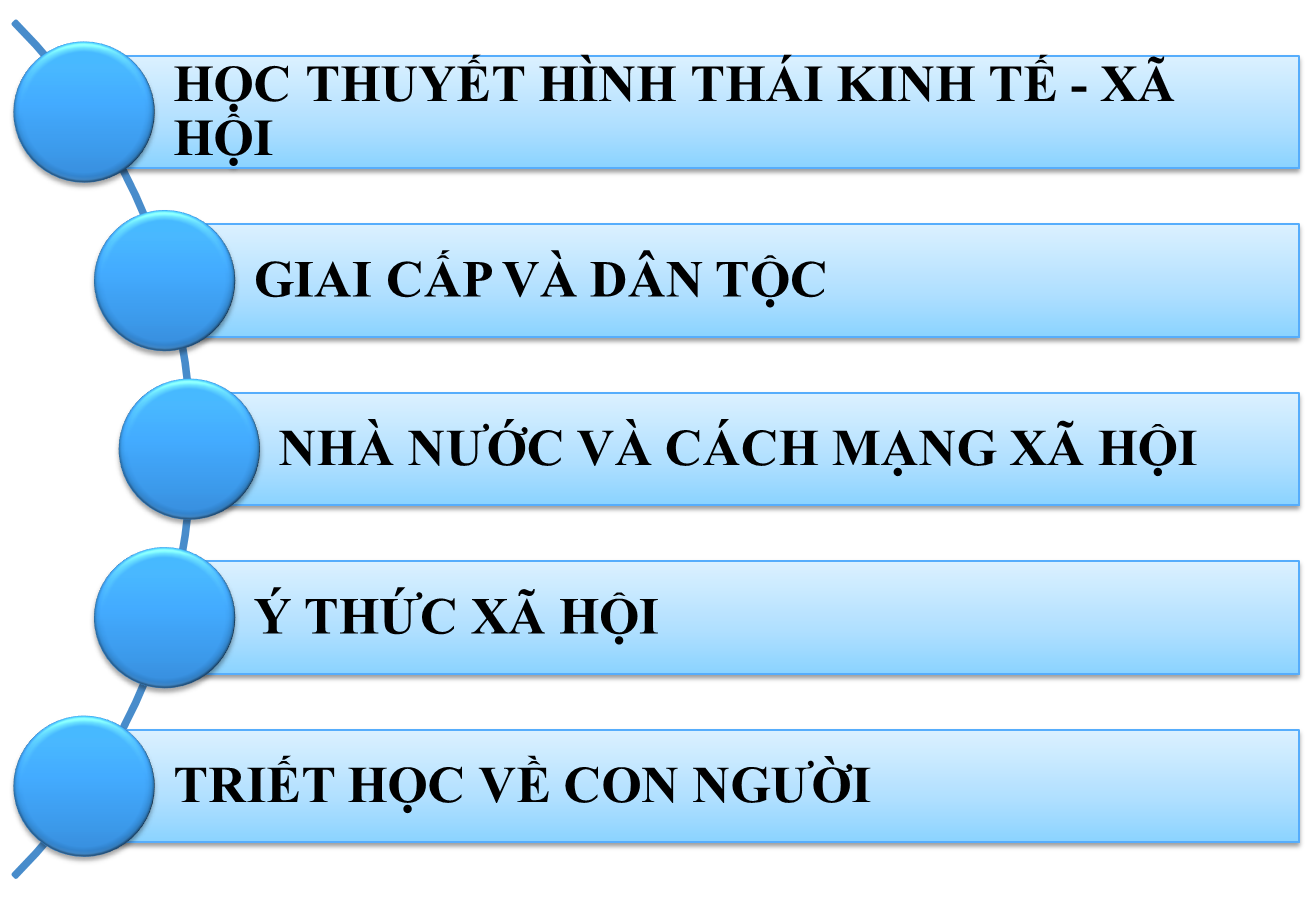 HỌC THUYẾT HÌNH THÁI KINH TẾ - XÃ
HỘI
GIAI CẤP VÀ DÂN TỘC
NHÀ NƯỚC VÀ CÁCH MẠNG XÃ HỘI
Ý THỨC XÃ HỘI
TRIẾT HỌC VỀ CON NGƯỜI